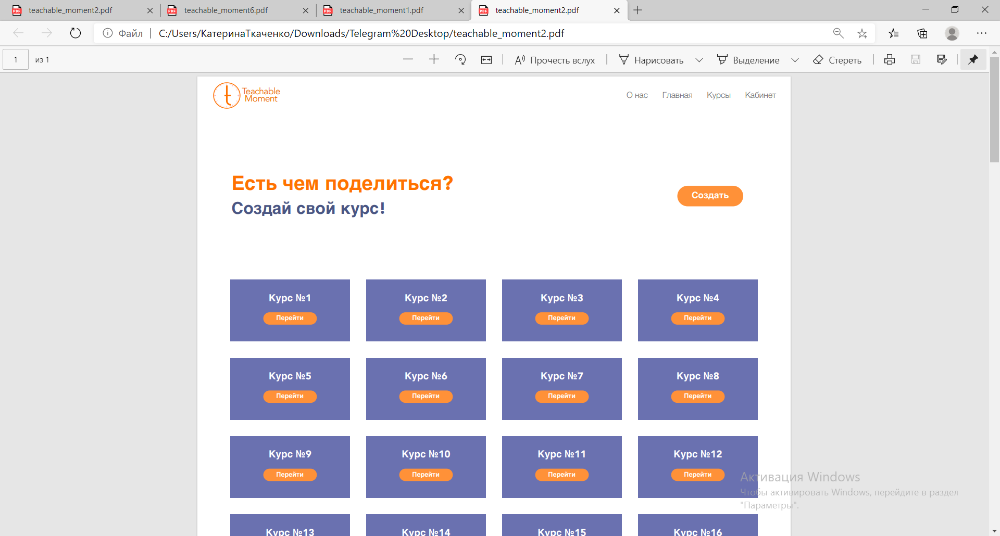 teachable_moment2.pdf
teachable_moment6.pdf
teachable_moment1.pdf
teachable_moment2.pdf
Файл
C:/Users/КатеринаТкаченко/Downloads/Telegram%20Desktop/teachable_moment2.pdf
1 из 1
Прочесть вслух
Нарисовать
Выделение
Стереть
Teachable
Moment
О нас Главная Курсы Кабинет
Есть чем поделиться?
Создай свой курс!
Создать
Курс №1 Курс №2 Курс №3 Курс №4
Перейти Перейти Перейти Перейти
Курс №5 Курс №6 Курс №7 Курс №8
Перейти Перейти Перейти Перейти
Курс №9 Курс №10 Курс №11 Курс №12
Перейти Перейти Перейти Перейти
Активация Windows
Чтобы активировать Windows, перейдите в раздел
"Параметры".
Курс №13 Курс №14 Курс №15 Курс №16